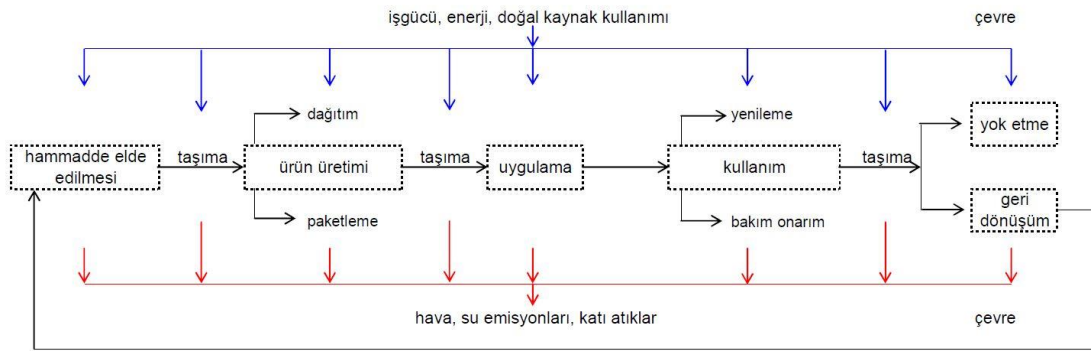 işgücü, enerji, doğal kaynak kullanımı
çevre
dağıtım
yenileme
yok etme
hammadde elde
edilmesi
taşıma
ürün üretimi
taşıma
uygulama
kullanım
taşıma
geri
dönüşüm
paketleme
bakım onarım
hava, su emisyonları, katı atıklar
çevre